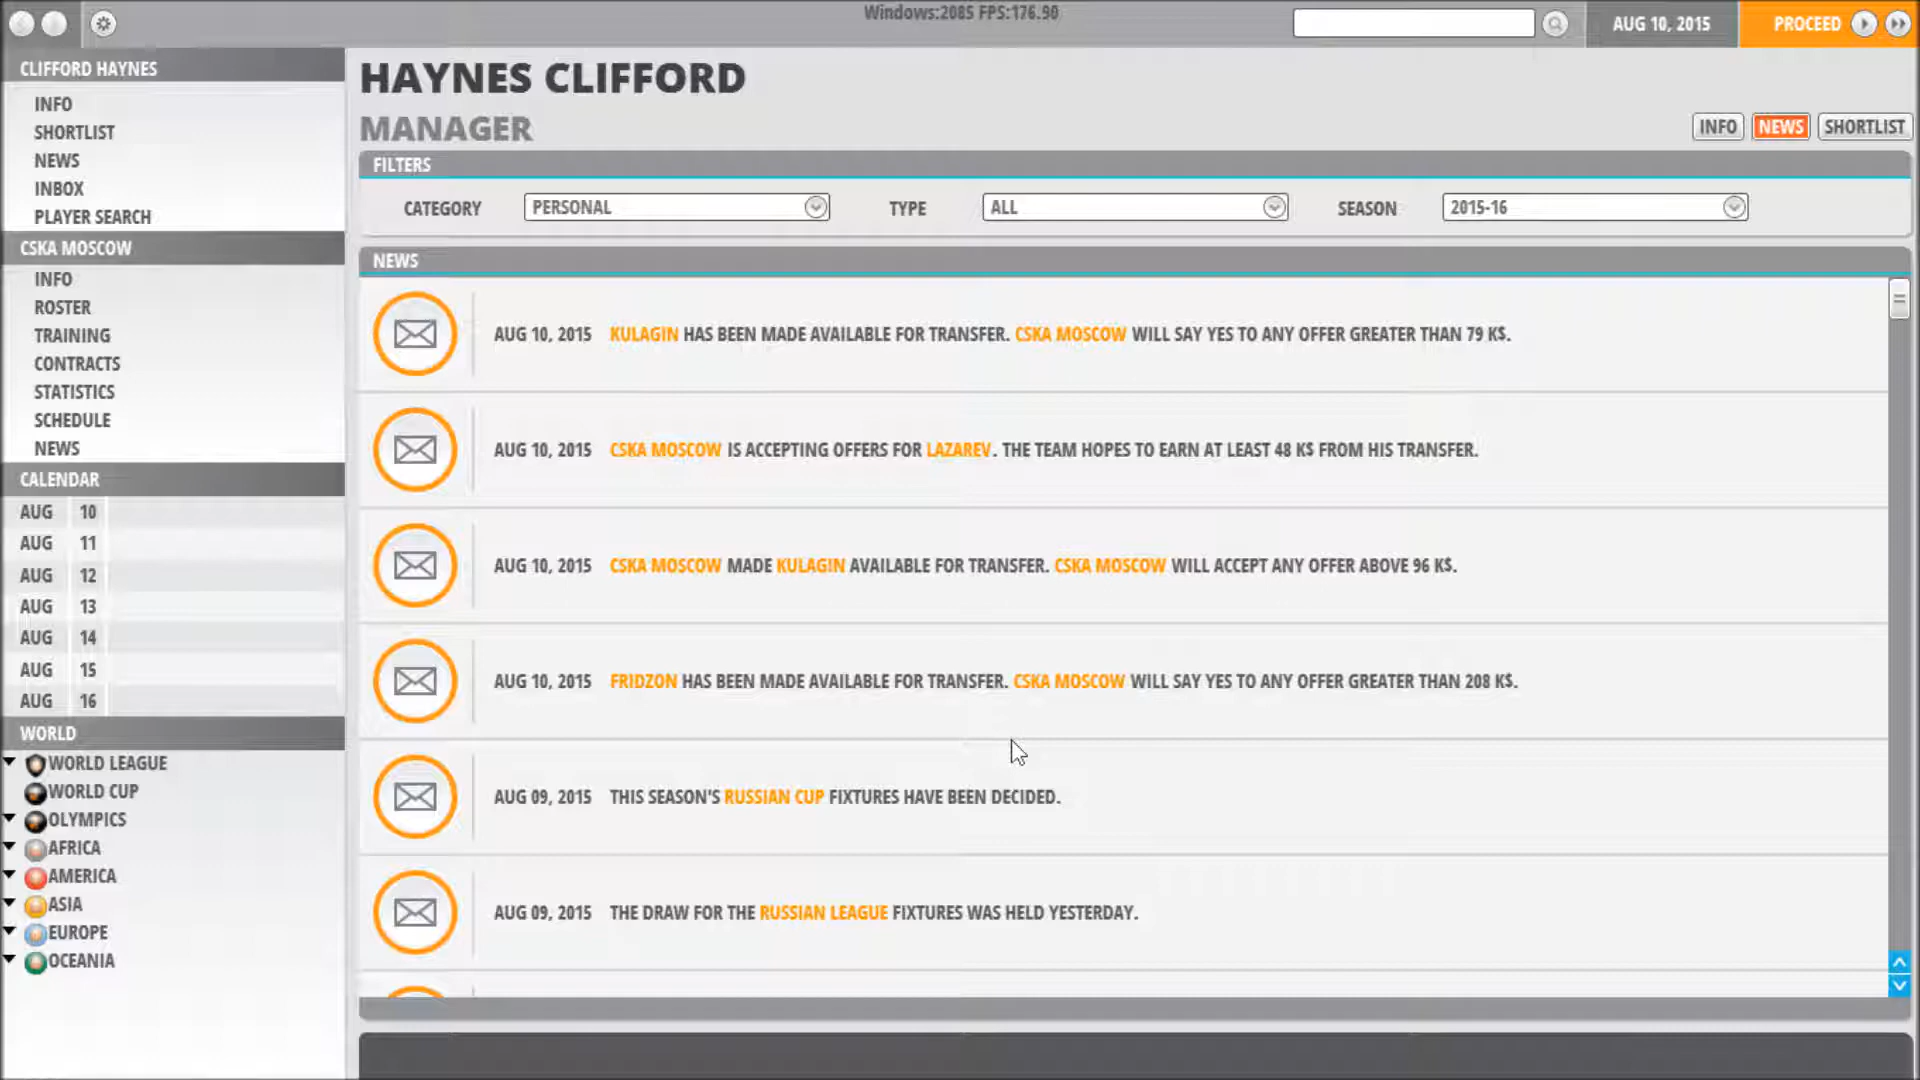 Windows:2085 FPS:176.90
AUG 10, 2015
PROCEED
CLIFFORD HAYNES
INFO
SHORTLIST
NEWS
INBOX
PLAYER SEARCH
CSKA MOSCOW
INFO
ROSTER
TRAINING
CONTRACTS
STATISTICS
SCHEDULE
NEWS
CALENDAR
AUG 10
AUG 11
AUG 12
AUG 13
AUG 14
AUG 15
AUG 16
WORLD
WORLD LEAGUE
WORLD CUP
OLYMPICS
AFRICA
AMERICA
ASIA
EUROPE
OCEANIA
HAYNES CLIFFORD
MANAGER
INFO NEWS SHORTLIST
FILTERS
CATEGORY PERSONAL TYPE ALL SEASON 2015-16
NEWS
AUG 10, 2015 KULAGIN HAS BEEN MADE AVAILABLE FOR TRANSFER. CSKA MOSCOW WILL SAY YES TO ANY OFFER GREATER THAN 79 K$.
AUG 10, 2015 CSKA MOSCOW IS ACCEPTING OFFERS FOR LAZAREV. THE TEAM HOPES TO EARN AT LEAST 48 K$ FROM HIS TRANSFER.
AUG 10, 2015 CSKA MOSCOW MADE KULAGIN AVAILABLE FOR TRANSFER. CSKA MOSCOW WILL ACCEPT ANY OFFER ABOVE 96 K$.
AUG 10, 2015 FRIDZON HAS BEEN MADE AVAILABLE FOR TRANSFER. CSKA MOSCOW WILL SAY YES TO ANY OFFER GREATER THAN 208 K$.
AUG 09, 2015 THIS SEASON'S RUSSIAN CUP FIXTURES HAVE BEEN DECIDED.
AUG 09, 2015 THE DRAW FOR THE RUSSIAN LEAGUE FIXTURES WAS HELD YESTERDAY.